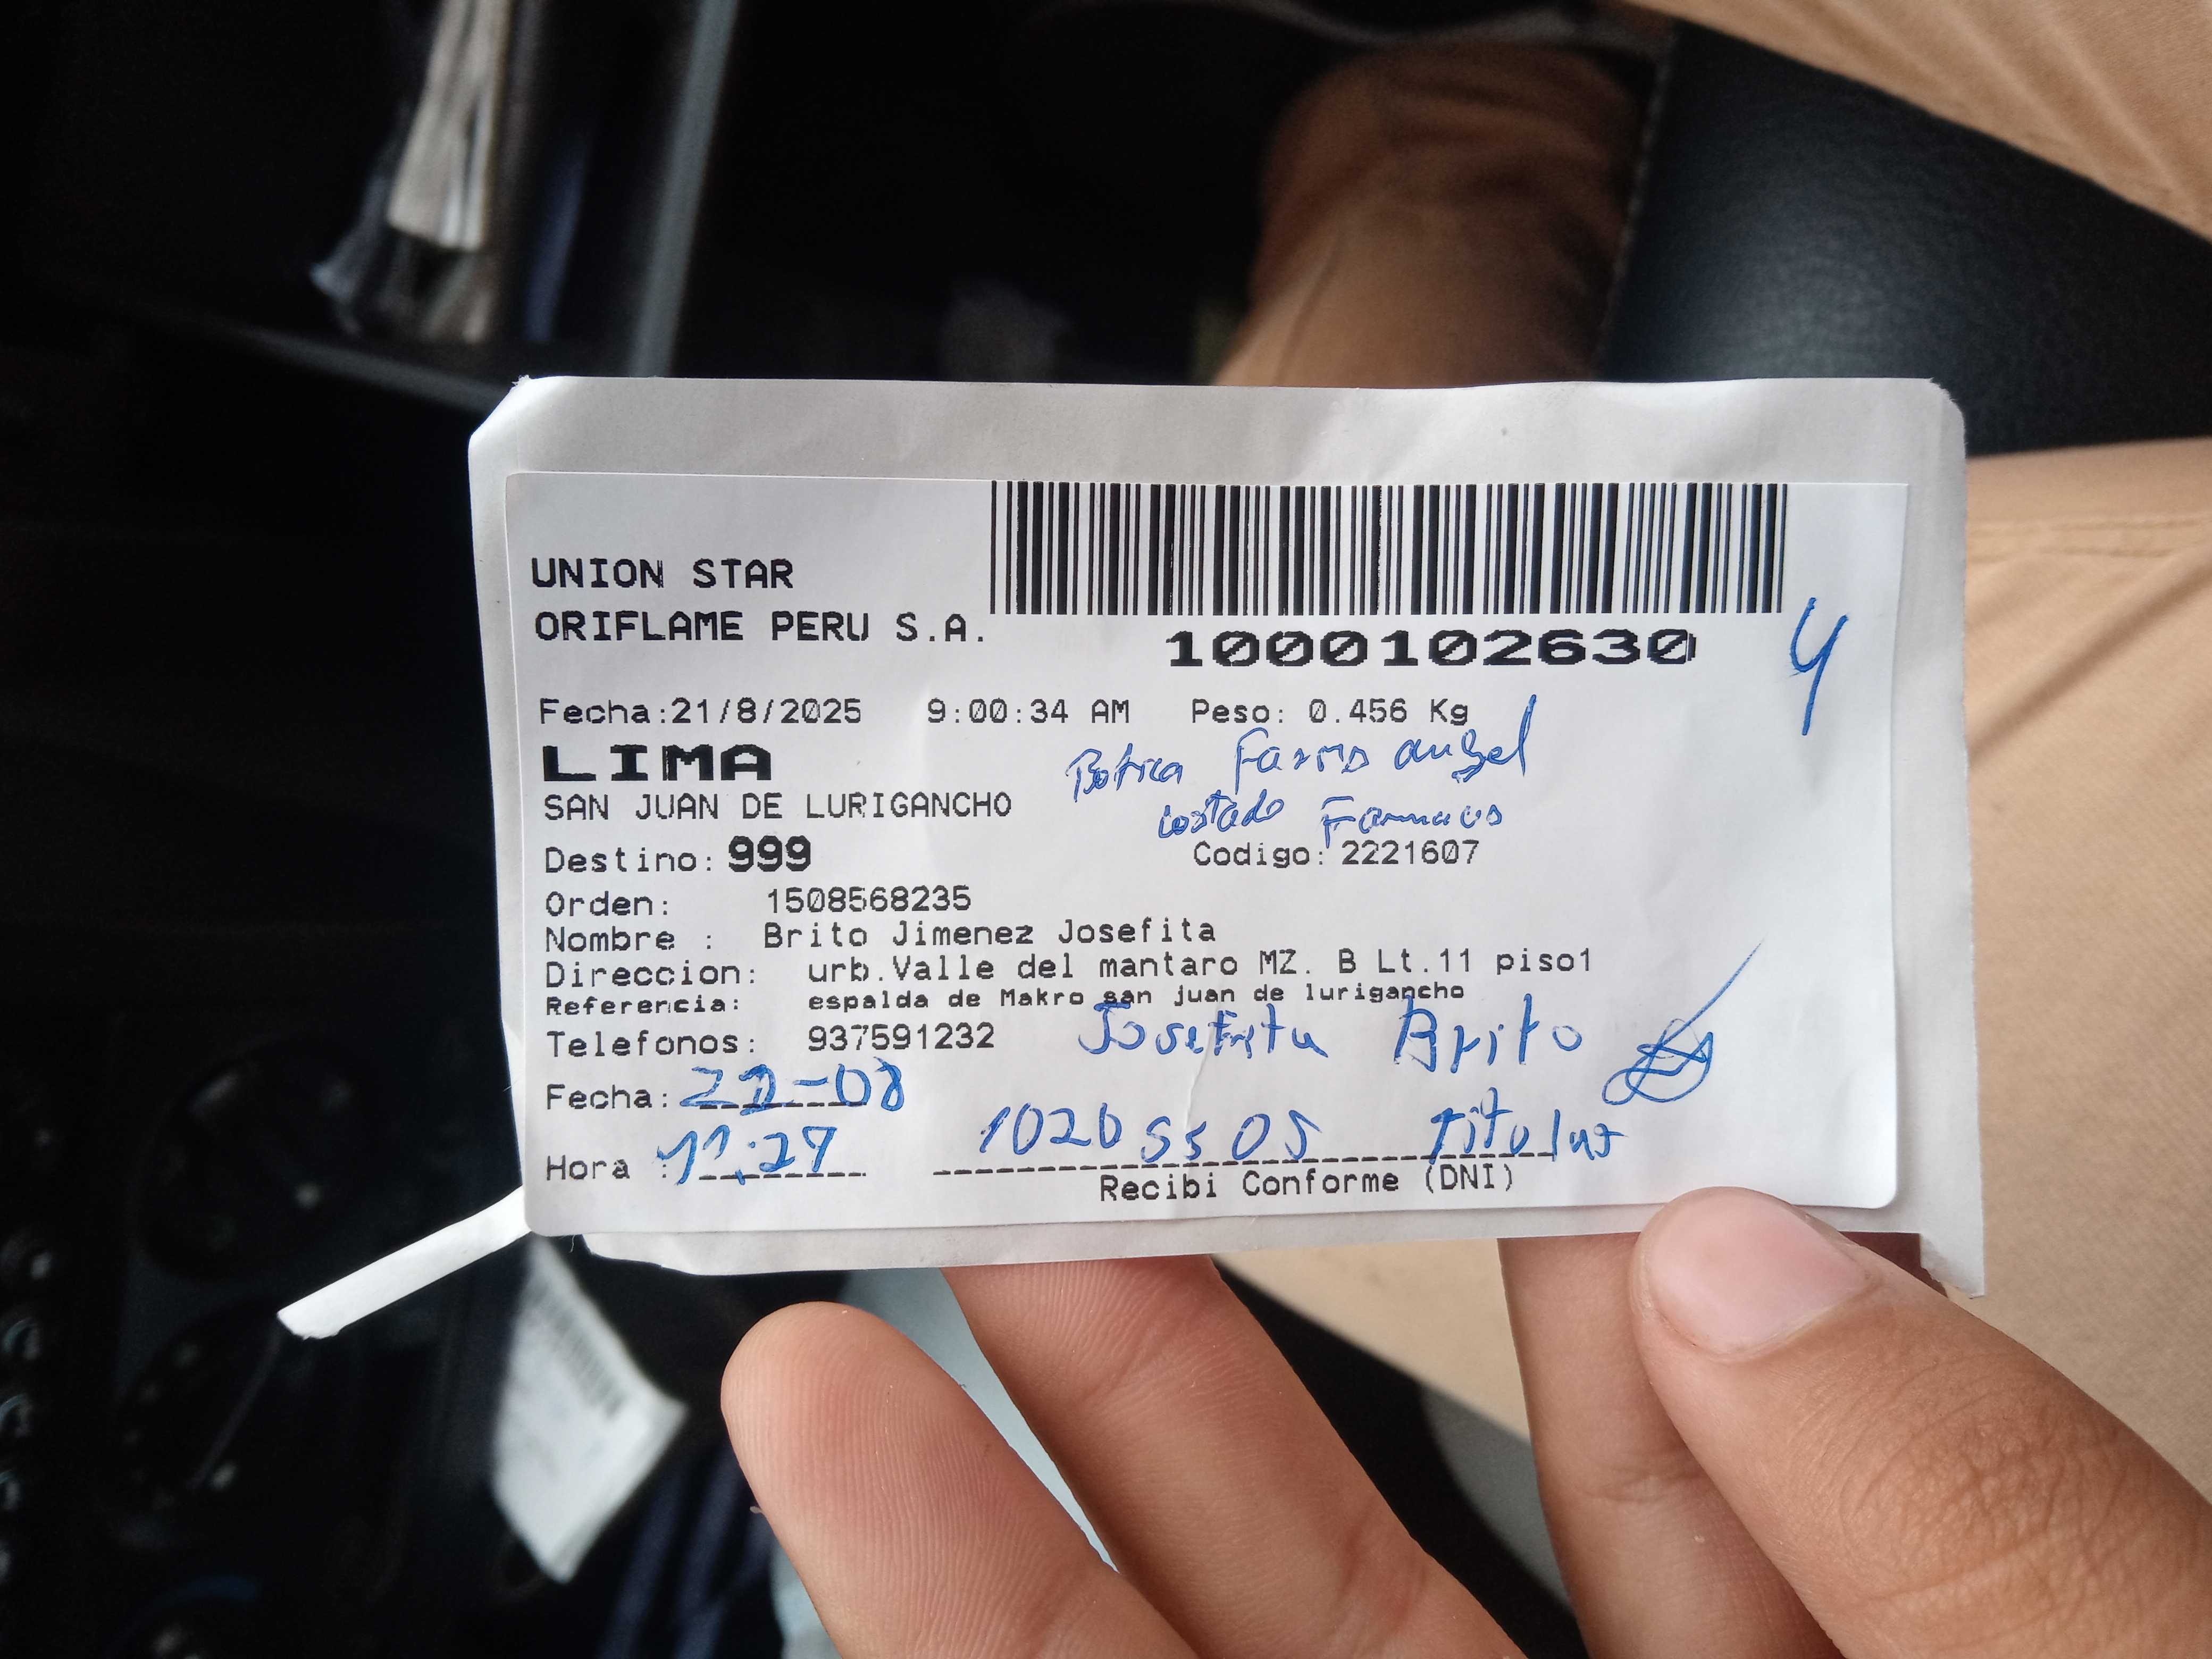 UNION STAR
ORIFLAME PERU S.A.
1000102630
4
Fecha:21/8/2025 9:00:34 AM Peso: 0.456 Kg
LIMA
Botica Farma angel
SAN JUAN DE LURIGANCHO
costado Farmacos
Destino: 999 Codigo: 2221607
Orden: 1508568235
Nombre : Brito Jimenez Josefita
Direccion: urb.Valle del mantaro MZ. B Lt.11 piso1
Referencia: espalda de Makro san juan de lurigancho
Telefonos: 937591232 Josefita Brito
Fecha: 22-08
Hora : 11:27 10205505 titular
Recibi Conforme (DNI)